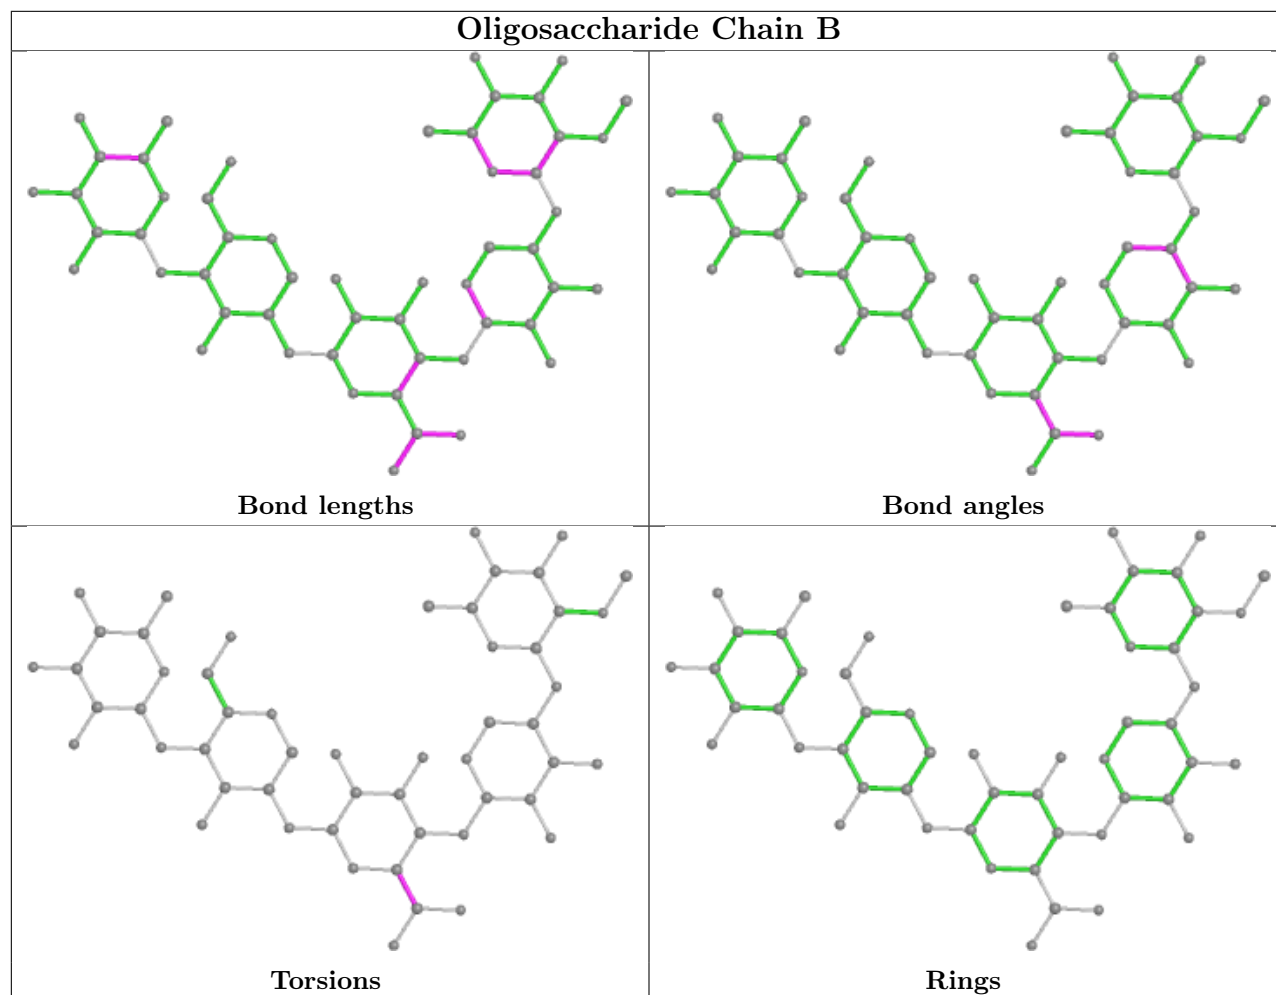 Oligosaccharide Chain B
Bond lengths
Bond angles
Torsions
Rings